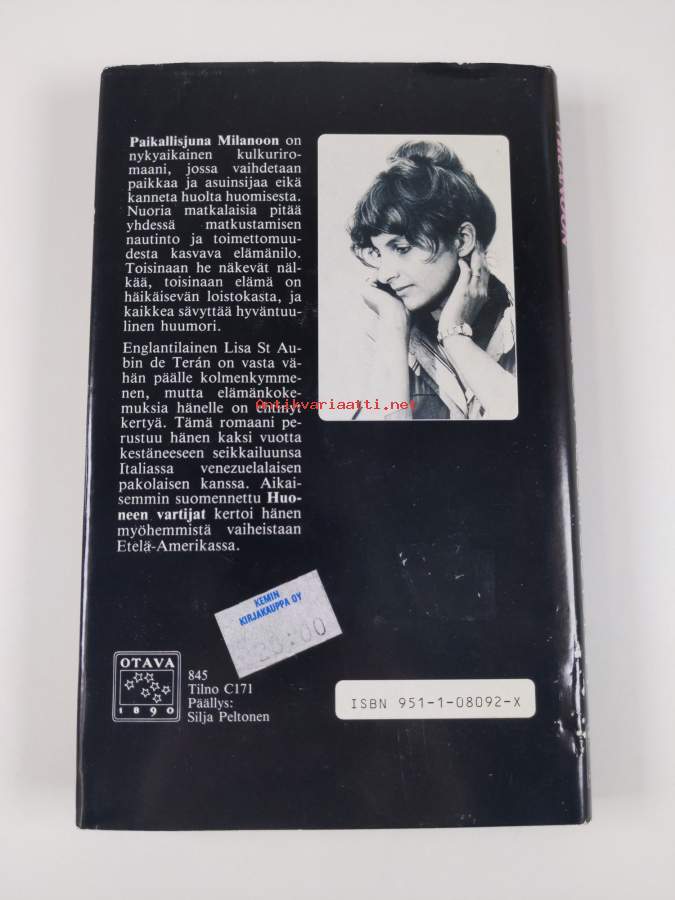 Paikallisjuna Milanoon on
nykyaikainen kulkuriro-
maani, jossa vaihdetaan
paikkaa ja asuinsijaa eikä
kanneta huolta huomisesta.
Nuoria matkalaisia pitää
yhdessä matkustamisen
nautinto ja toimettomuu-
desta kasvava elämänilo.
Toisinaan he näkevät näl-
kää, toisinaan elämä on
häikäisevän loistokasta, ja
kaikkea sävyttää hyväntuu-
linen huumori.
Englantilainen Lisa St Au-
bin de Terán on vasta vä-
hän päälle kolmenkymme-
nen, mutta elämänkoke-
muksia hänelle on ehtinyt
kertyä. Tämä romaani pe-
rustuu hänen kaksi vuotta
kestäneeseen seikkailuunsa
Italiassa venezuelalaisen
pakolaisen kanssa. Aikai-
semmin suomennettu Huo-
neen vartijat kertoi hänen
myöhemmistä vaiheistaan
Etelä-Amerikassa.
Antikvariaatti.net
KEMIN
KIRJAKAUPPA OY
OTAVA
1890
845
Tilno C171
Päällys:
Silja Peltonen
ISBN 951-1-08092-X